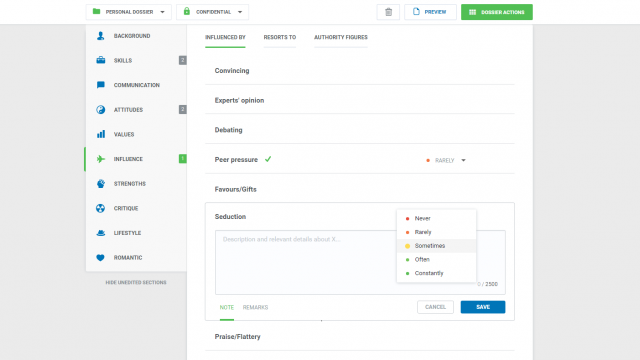 PERSONAL DOSSIER
CONFIDENTIAL
PREVIEW
DOSSIER ACTIONS
BACKGROUND
SKILLS
COMMUNICATION
ATTITUDES
2
VALUES
INFLUENCE
1
STRENGTHS
CRITIQUE
LIFESTYLE
ROMANTIC
HIDE UNEDITED SECTIONS
INFLUENCED BY
RESORTS TO
AUTHORITY FIGURES
Convincing
Experts' opinion
Debating
Peer pressure
RARELY
Favours/Gifts
Seduction
Description and relevant details about X...
Never
Rarely
Sometimes
Often
Constantly
/ 2500
NOTE
REMARKS
CANCEL
SAVE
Praise/Flattery